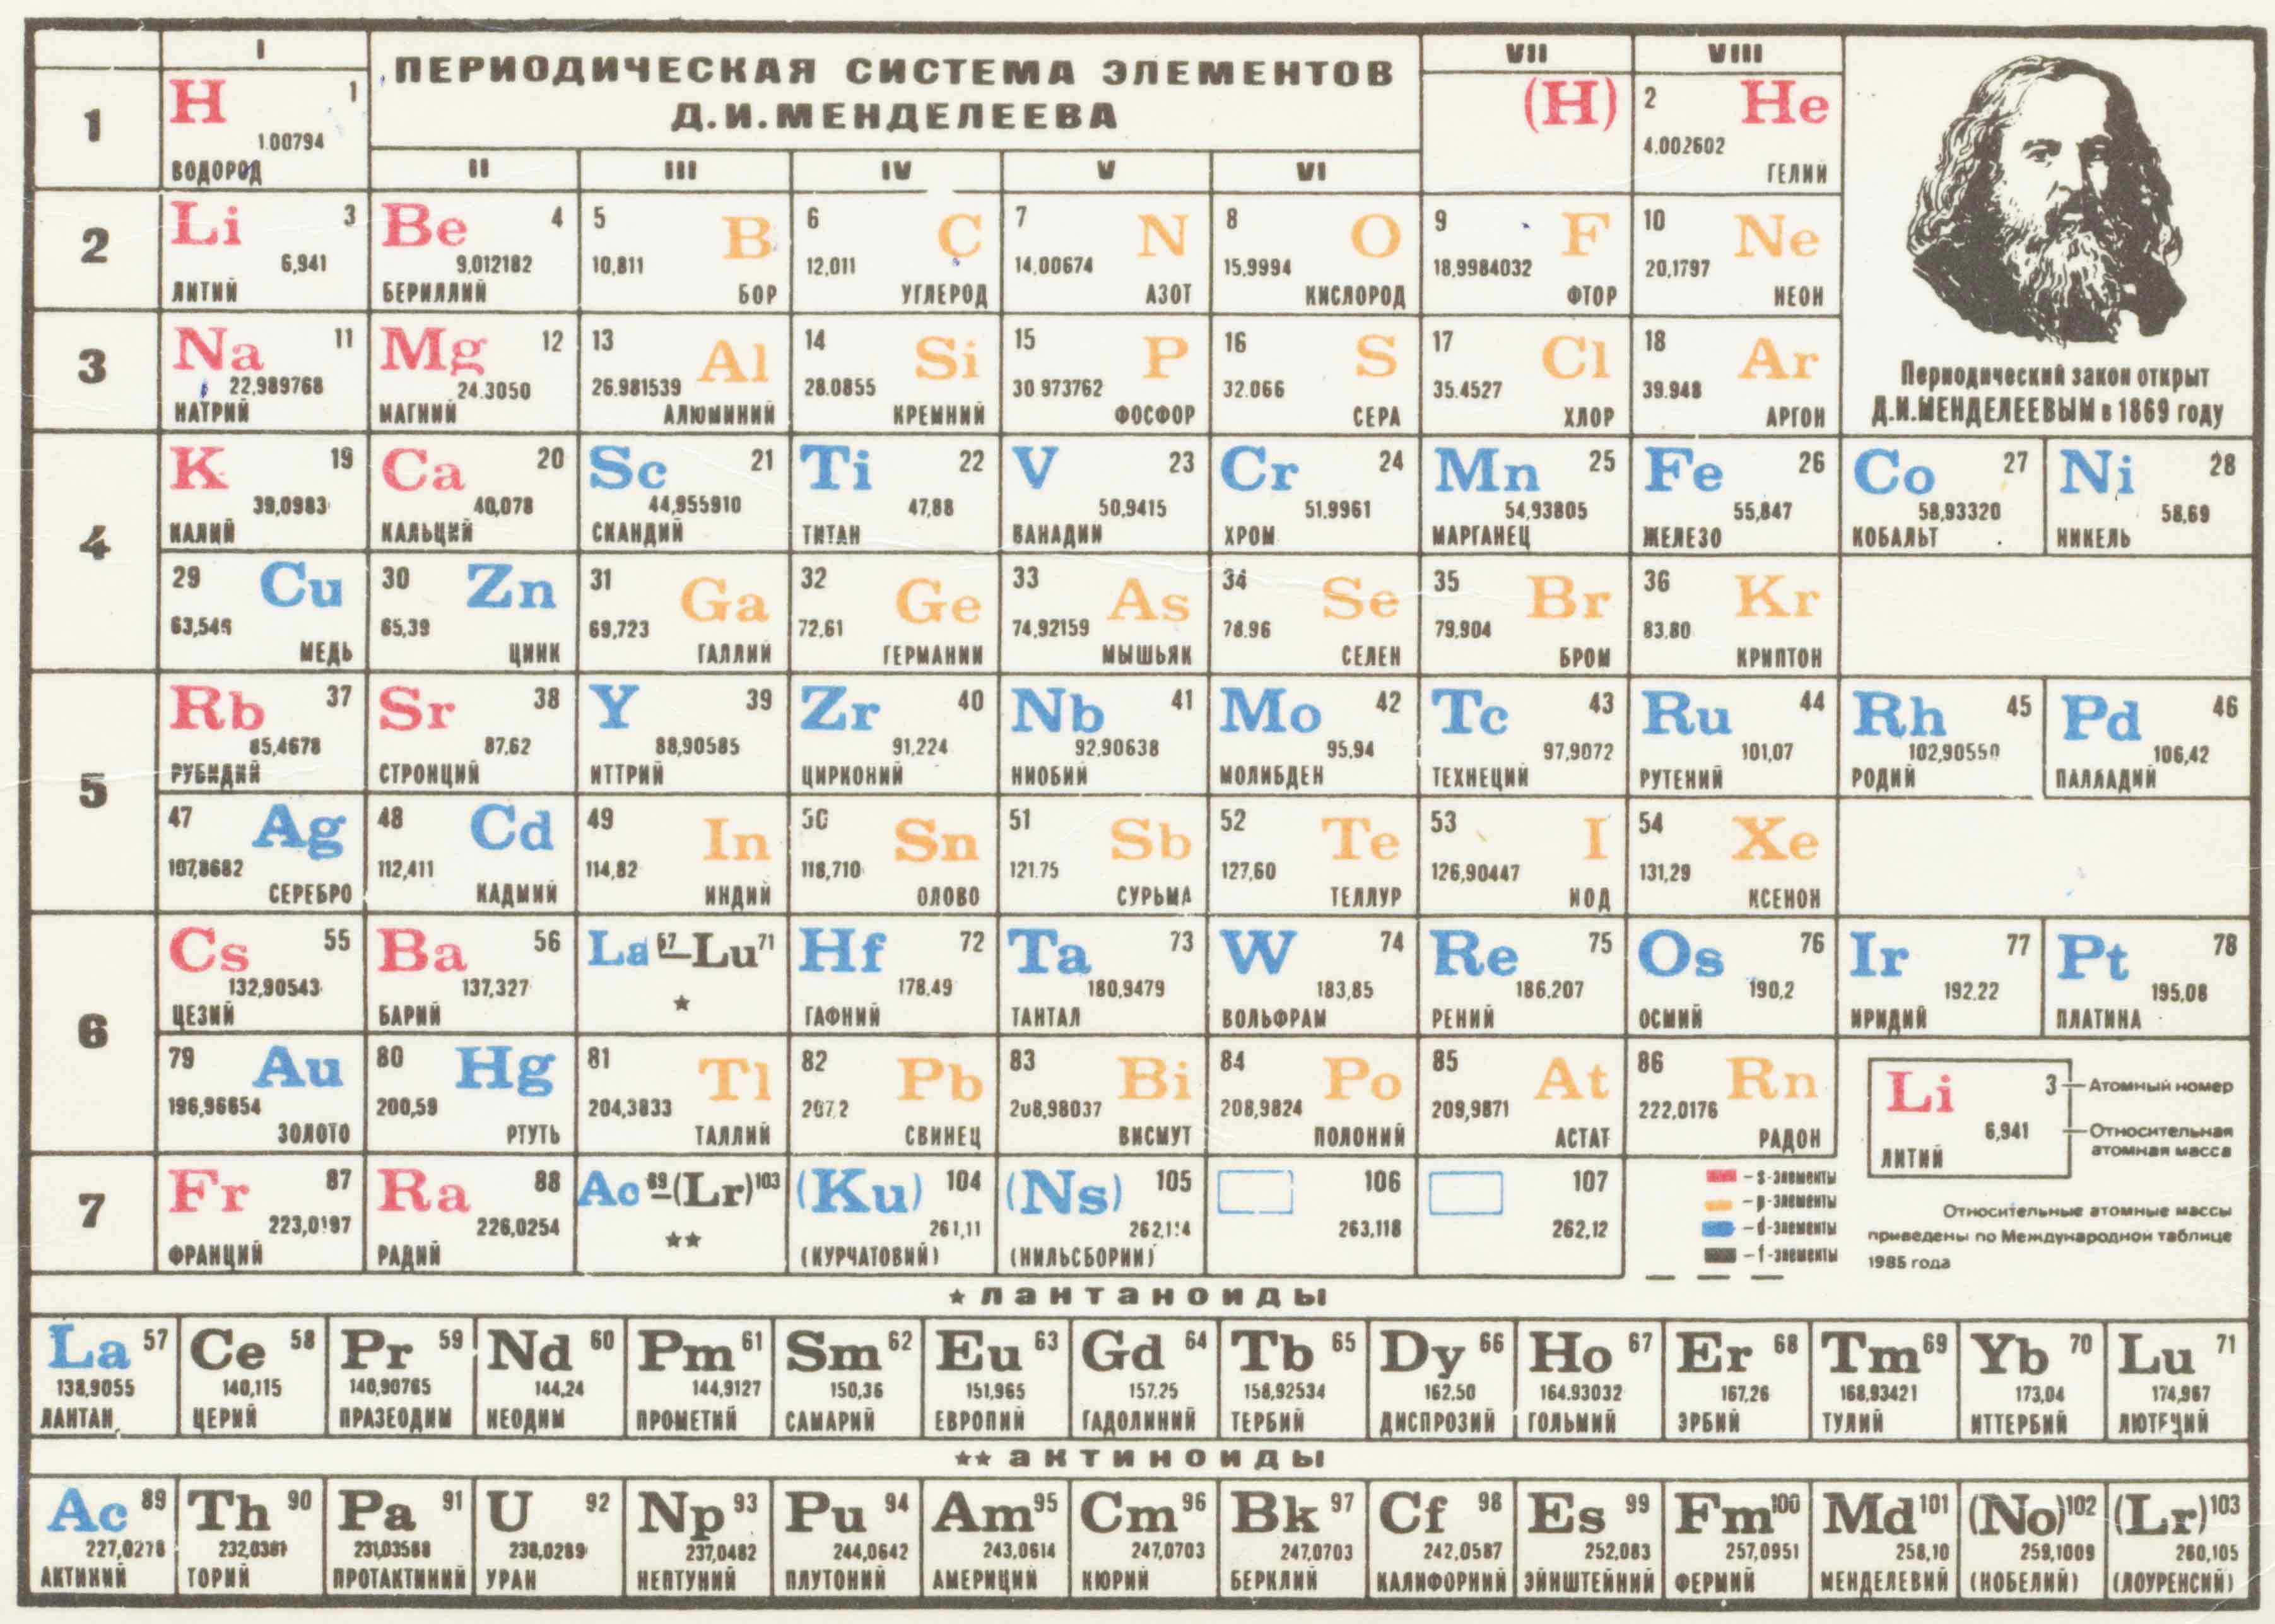 I
ПЕРИОДИЧЕСКАЯ СИСТЕМА ЭЛЕМЕНТОВ
Д.И.МЕНДЕЛЕЕВА
VII VIII
II III IV V VI
1 H 1 1.00794 ВОДОРОД
(H)
2 He 4.002602 ГЕЛИЙ
2 Li 3 6,941 ЛИТИЙ
Be 4 9,012182 БЕРИЛЛИЙ
5 B 10,811 БОР
6 C 12,011 УГЛЕРОД
7 N 14,00674 АЗОТ
8 O 15,9994 КИСЛОРОД
9 F 18,9984032 ФТОР
10 Ne 20,1797 НЕОН
3 Na 11 22,989768 НАТРИЙ
Mg 12 24.3050 МАГНИЙ
13 Al 26.981539 АЛЮМИНИЙ
14 Si 28.0855 КРЕМНИЙ
15 P 30.973762 ФОСФОР
16 S 32.066 СЕРА
17 Cl 35.4527 ХЛОР
18 Ar 39.948 АРГОН
Периодический закон открыт
Д.И.МЕНДЕЛЕЕВЫМ в 1869 году
4 K 19 39,0983 КАЛИЙ
Ca 20 40,078 КАЛЬЦИЙ
Sc 21 44,955910 СКАНДИЙ
Ti 22 47,88 ТИТАН
V 23 50,9415 ВАНАДИЙ
Cr 24 51.9961 ХРОМ
Mn 25 54,93805 МАРГАНЕЦ
Fe 26 55,847 ЖЕЛЕЗО
Co 27 58,93320 КОБАЛЬТ
Ni 28 58,69 НИКЕЛЬ
29 Cu 63,546 МЕДЬ
30 Zn 65,39 ЦИНК
31 Ga 69,723 ГАЛЛИЙ
32 Ge 72,61 ГЕРМАНИЙ
33 As 74,92159 МЫШЬЯК
34 Se 78.96 СЕЛЕН
35 Br 79,904 БРОМ
36 Kr 83,80 КРИПТОН
5 Rb 37 85,4678 РУБИДИЙ
Sr 38 87,62 СТРОНЦИЙ
Y 39 88,90585 ИТТРИЙ
Zr 40 91,224 ЦИРКОНИЙ
Nb 41 92,90638 НИОБИЙ
Mo 42 95,94 МОЛИБДЕН
Tc 43 97,9072 ТЕХНЕЦИЙ
Ru 44 101,07 РУТЕНИЙ
Rh 45 102,90550 РОДИЙ
Pd 46 106,42 ПАЛЛАДИЙ
47 Ag 107,8682 СЕРЕБРО
48 Cd 112,411 КАДМИЙ
49 In 114,82 ИНДИЙ
50 Sn 118,710 ОЛОВО
51 Sb 121.75 СУРЬМА
52 Te 127,60 ТЕЛЛУР
53 I 126,90447 ИОД
54 Xe 131,29 КСЕНОН
6 Cs 55 132,90543 ЦЕЗИЙ
Ba 56 137,327 БАРИЙ
La 57–Lu 71 ★
Hf 72 178.49 ГАФНИЙ
Ta 73 180,9479 ТАНТАЛ
W 74 183,85 ВОЛЬФРАМ
Re 75 186.207 РЕНИЙ
Os 76 190,2 ОСМИЙ
Ir 77 192.22 ИРИДИЙ
Pt 78 195,08 ПЛАТИНА
79 Au 196,96654 ЗОЛОТО
80 Hg 200,59 РТУТЬ
81 Tl 204,3833 ТАЛЛИЙ
82 Pb 207.2 СВИНЕЦ
83 Bi 208,98037 ВИСМУТ
84 Po 208,9824 ПОЛОНИЙ
85 At 209,9871 АСТАТ
86 Rn 222,0176 РАДОН
Li 3 6,941 ЛИТИЙ
Атомный номер
Относительная
атомная масса
7 Fr 87 223,0197 ФРАНЦИЙ
Ra 88 226,0254 РАДИЙ
Ac 89–(Lr) 103 ★★
(Ku) 104 261,11 (КУРЧАТОВИЙ)
(Ns) 105 262,114 (НИЛЬСБОРИЙ)
106 263,118
107 262,12
– s-элементы
– p-элементы
– d-элементы
– f-элементы
Относительные атомные массы
приведены по Международной таблице
1985 года
★ ЛАНТАНОИДЫ
La 57 138,9055 ЛАНТАН
Ce 58 140,115 ЦЕРИЙ
Pr 59 140,90765 ПРАЗЕОДИМ
Nd 60 144,24 НЕОДИМ
Pm 61 144,9127 ПРОМЕТИЙ
Sm 62 150,36 САМАРИЙ
Eu 63 151,965 ЕВРОПИЙ
Gd 64 157.25 ГАДОЛИНИЙ
Tb 65 158,92534 ТЕРБИЙ
Dy 66 162.50 ДИСПРОЗИЙ
Ho 67 164.93032 ГОЛЬМИЙ
Er 68 167,26 ЭРБИЙ
Tm 69 168,93421 ТУЛИЙ
Yb 70 173,04 ИТТЕРБИЙ
Lu 71 174,967 ЛЮТЕЦИЙ
★★ АКТИНОИДЫ
Ac 89 227,0278 АКТИНИЙ
Th 90 232,0381 ТОРИЙ
Pa 91 231,03588 ПРОТАКТИНИЙ
U 92 238,0289 УРАН
Np 93 237,0482 НЕПТУНИЙ
Pu 94 244,0642 ПЛУТОНИЙ
Am 95 243,0614 АМЕРИЦИЙ
Cm 96 247,0703 КЮРИЙ
Bk 97 247,0703 БЕРКЛИЙ
Cf 98 242,0587 КАЛИФОРНИЙ
Es 99 252,083 ЭЙНШТЕЙНИЙ
Fm 100 257,0951 ФЕРМИЙ
Md 101 258,10 МЕНДЕЛЕВИЙ
(No) 102 259,1009 (НОБЕЛИЙ)
(Lr) 103 260,105 (ЛОУРЕНСИЙ)